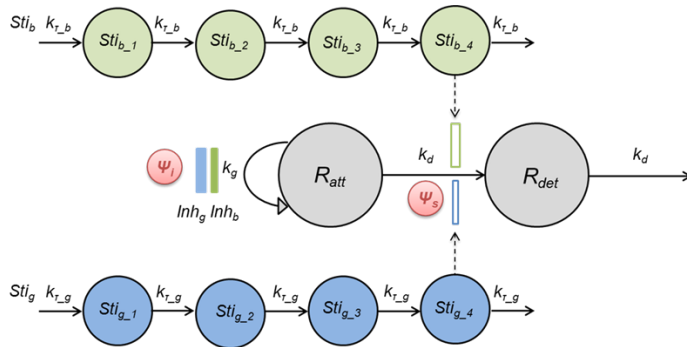 Sti_b k_τ_b k_τ_b k_τ_b k_τ_b k_τ_b
Sti_b_1 Sti_b_2 Sti_b_3 Sti_b_4
Ψ_i k_g R_att k_d R_det k_d
Inh_g Inh_b
Ψ_s
Sti_g k_τ_g k_τ_g k_τ_g k_τ_g k_τ_g
Sti_g_1 Sti_g_2 Sti_g_3 Sti_g_4